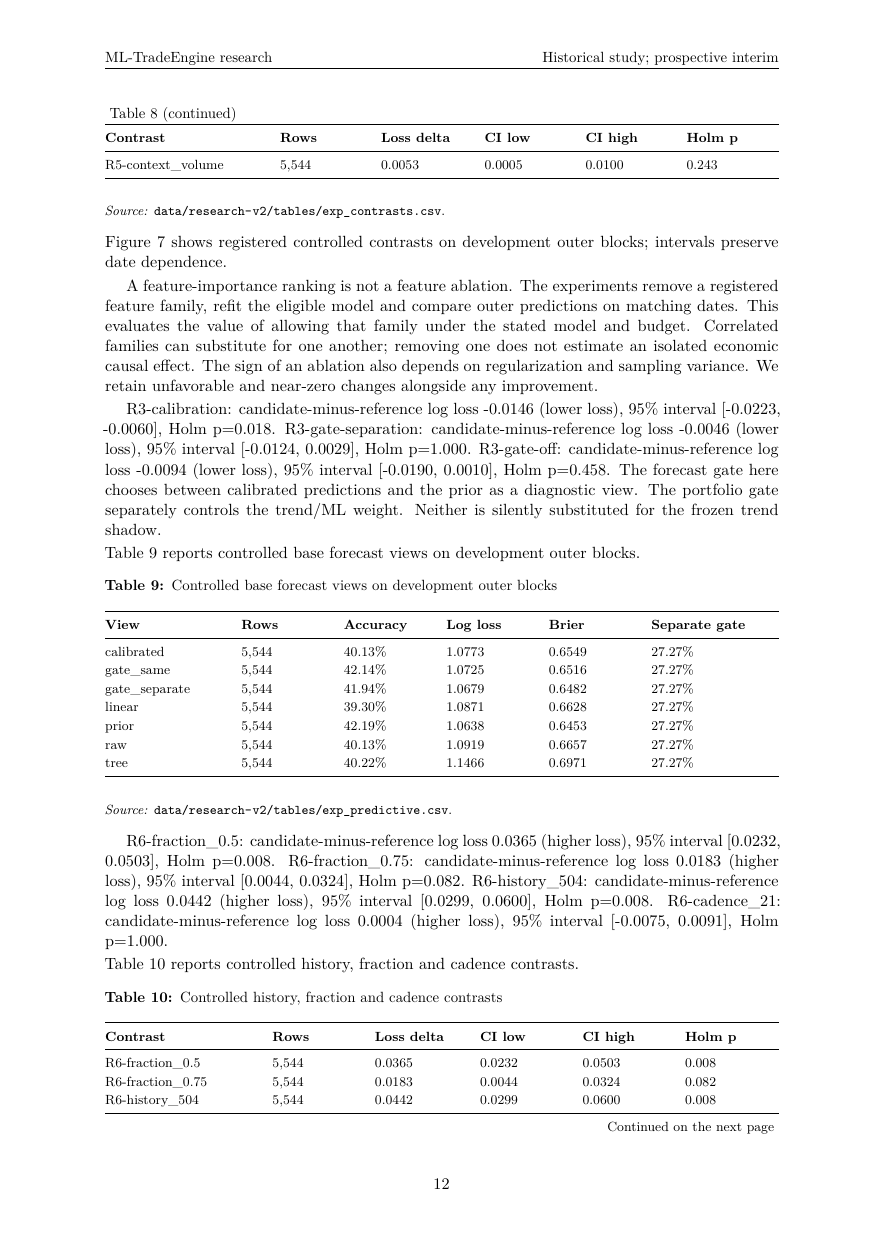 ML-TradeEngine research Historical study; prospective interim
Table 8 (continued)
Contrast Rows Loss delta CI low CI high Holm p
R5-context_volume 5,544 0.0053 0.0005 0.0100 0.243
Source: data/research-v2/tables/exp_contrasts.csv.
Figure 7 shows registered controlled contrasts on development outer blocks; intervals preserve
date dependence.
A feature-importance ranking is not a feature ablation. The experiments remove a registered
feature family, refit the eligible model and compare outer predictions on matching dates. This
evaluates the value of allowing that family under the stated model and budget. Correlated
families can substitute for one another; removing one does not estimate an isolated economic
causal effect. The sign of an ablation also depends on regularization and sampling variance. We
retain unfavorable and near-zero changes alongside any improvement.
R3-calibration: candidate-minus-reference log loss -0.0146 (lower loss), 95% interval [-0.0223,
-0.0060], Holm p=0.018. R3-gate-separation: candidate-minus-reference log loss -0.0046 (lower
loss), 95% interval [-0.0124, 0.0029], Holm p=1.000. R3-gate-off: candidate-minus-reference log
loss -0.0094 (lower loss), 95% interval [-0.0190, 0.0010], Holm p=0.458. The forecast gate here
chooses between calibrated predictions and the prior as a diagnostic view. The portfolio gate
separately controls the trend/ML weight. Neither is silently substituted for the frozen trend
shadow.
Table 9 reports controlled base forecast views on development outer blocks.
Table 9: Controlled base forecast views on development outer blocks
View Rows Accuracy Log loss Brier Separate gate
calibrated 5,544 40.13% 1.0773 0.6549 27.27%
gate_same 5,544 42.14% 1.0725 0.6516 27.27%
gate_separate 5,544 41.94% 1.0679 0.6482 27.27%
linear 5,544 39.30% 1.0871 0.6628 27.27%
prior 5,544 42.19% 1.0638 0.6453 27.27%
raw 5,544 40.13% 1.0919 0.6657 27.27%
tree 5,544 40.22% 1.1466 0.6971 27.27%
Source: data/research-v2/tables/exp_predictive.csv.
R6-fraction_0.5: candidate-minus-reference log loss 0.0365 (higher loss), 95% interval [0.0232,
0.0503], Holm p=0.008. R6-fraction_0.75: candidate-minus-reference log loss 0.0183 (higher
loss), 95% interval [0.0044, 0.0324], Holm p=0.082. R6-history_504: candidate-minus-reference
log loss 0.0442 (higher loss), 95% interval [0.0299, 0.0600], Holm p=0.008. R6-cadence_21:
candidate-minus-reference log loss 0.0004 (higher loss), 95% interval [-0.0075, 0.0091], Holm
p=1.000.
Table 10 reports controlled history, fraction and cadence contrasts.
Table 10: Controlled history, fraction and cadence contrasts
Contrast Rows Loss delta CI low CI high Holm p
R6-fraction_0.5 5,544 0.0365 0.0232 0.0503 0.008
R6-fraction_0.75 5,544 0.0183 0.0044 0.0324 0.082
R6-history_504 5,544 0.0442 0.0299 0.0600 0.008
Continued on the next page
12